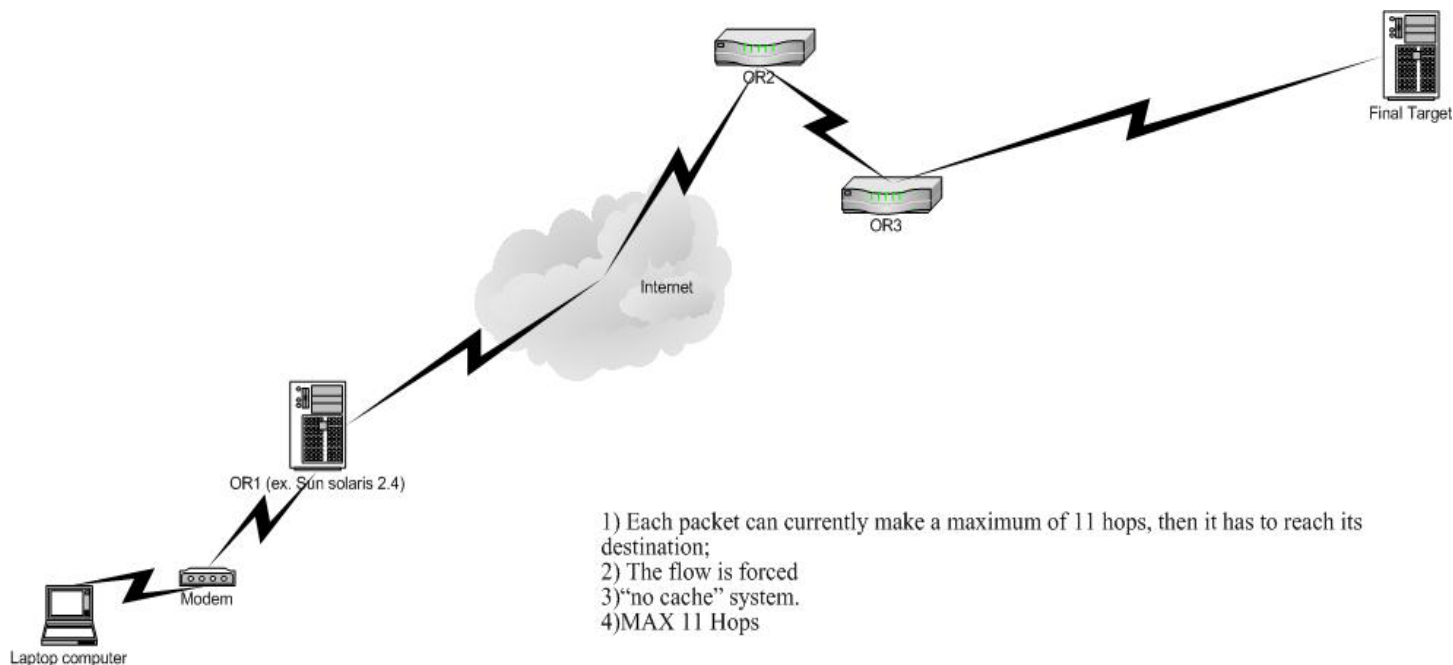 OR2
Final Target
OR3
Internet
OR1 (ex. Sun solaris 2.4)
Modem
Laptop computer
1) Each packet can currently make a maximum of 11 hops, then it has to reach its
destination;
2) The flow is forced
3)“no cache” system.
4)MAX 11 Hops